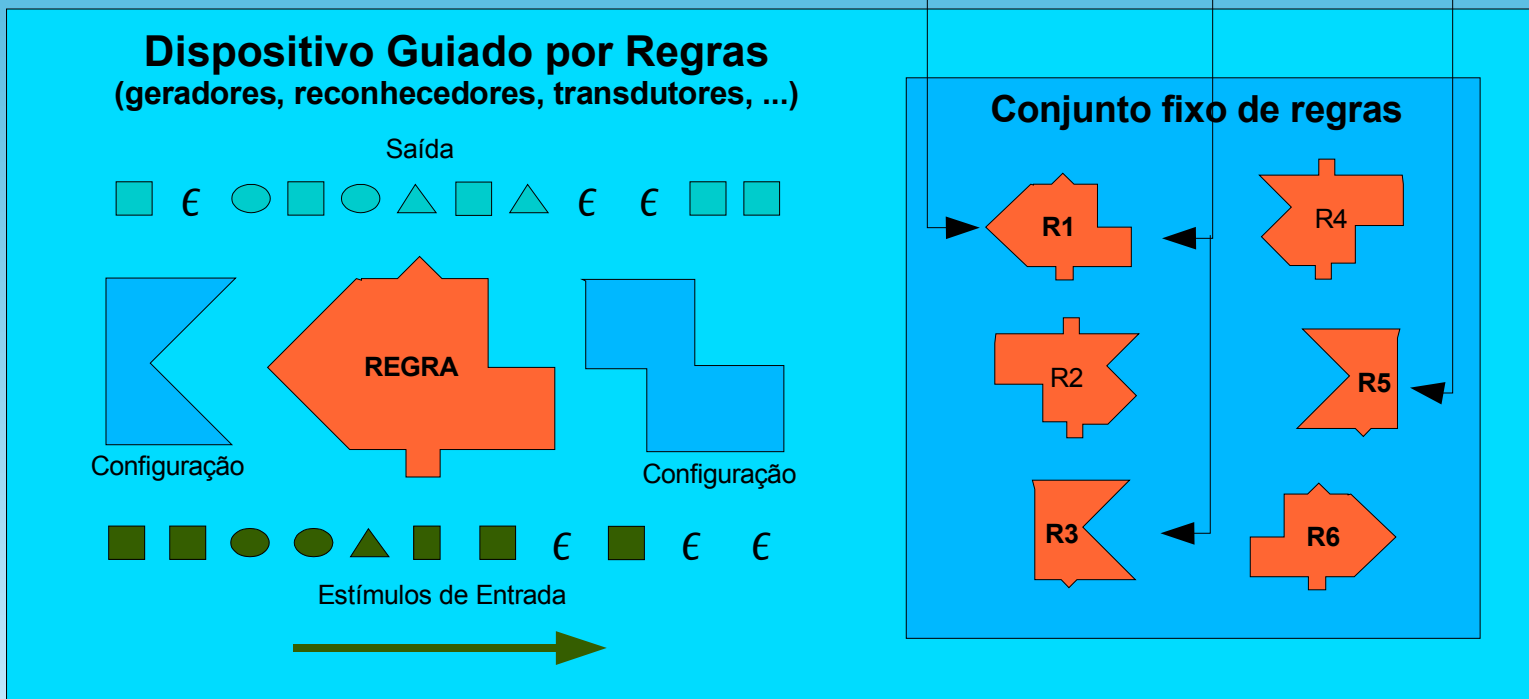 Dispositivo Guiado por Regras
(geradores, reconhecedores, transdutores, ...)
Saída
ϵ ϵ ϵ
REGRA
Configuração
Configuração
ϵ ϵ ϵ
Estímulos de Entrada
Conjunto fixo de regras
R1 R4
R2 R5
R3 R6